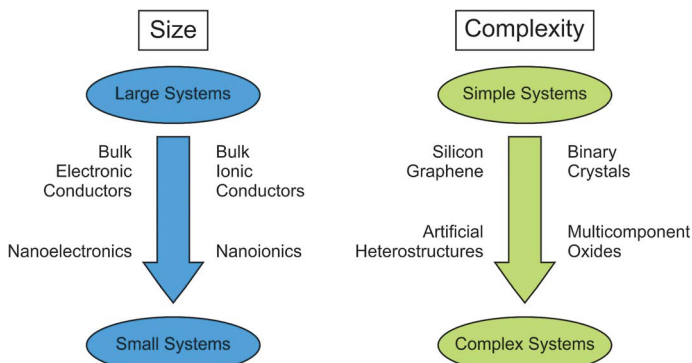 Size
Large Systems
Bulk
Electronic
Conductors
Bulk
Ionic
Conductors
Nanoelectronics
Nanoionics
Small Systems
Complexity
Simple Systems
Silicon
Graphene
Binary
Crystals
Artificial
Heterostructures
Multicomponent
Oxides
Complex Systems